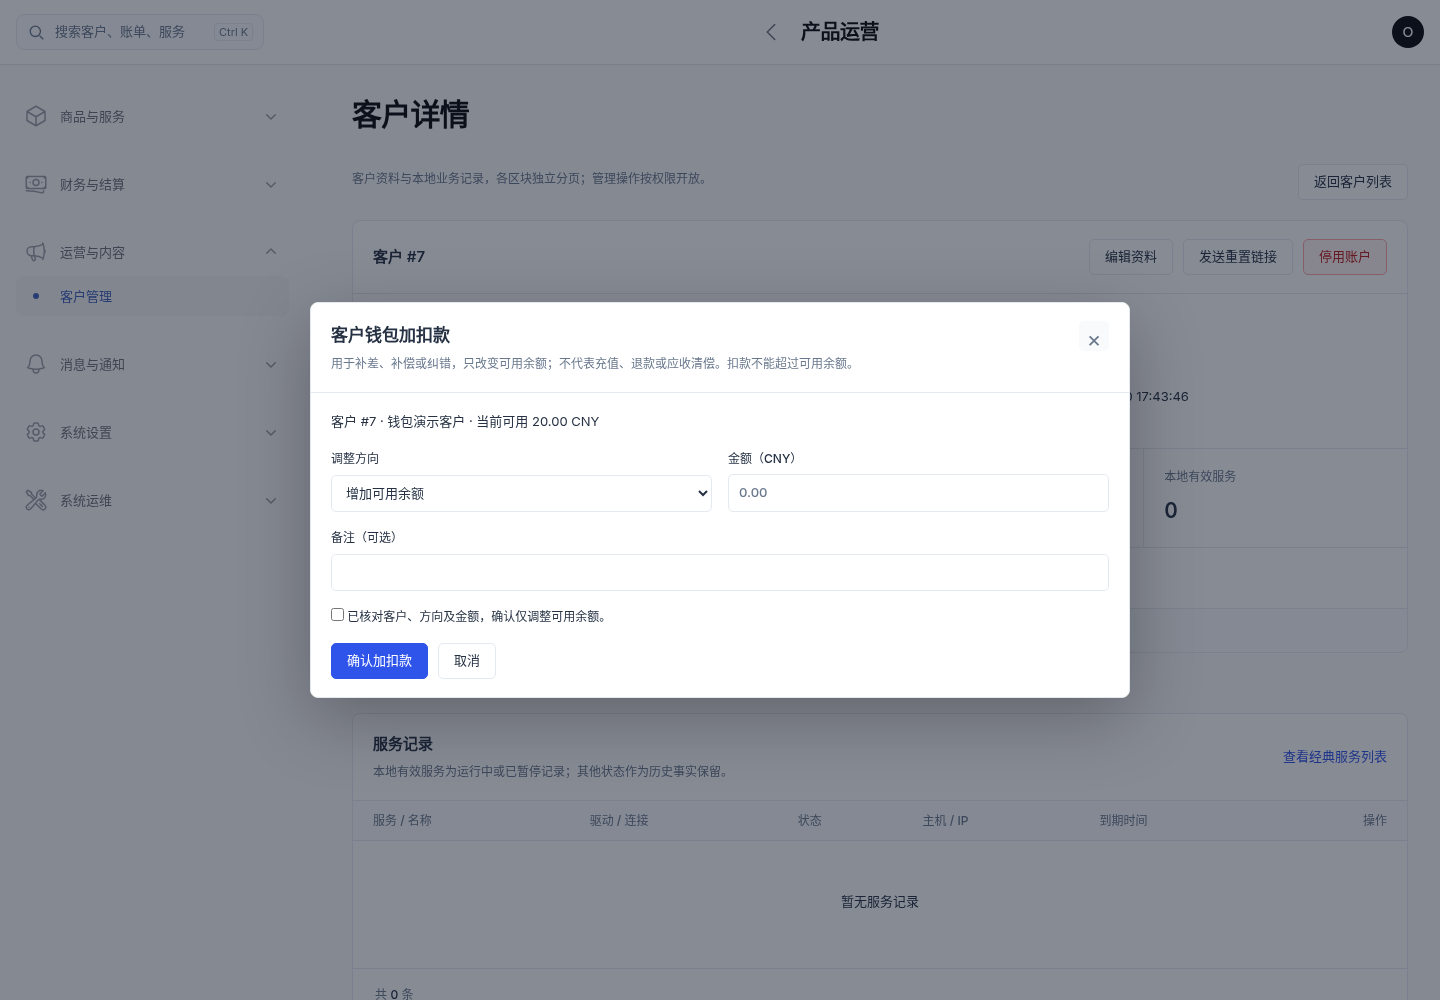 搜索客户、账单、服务
Ctrl K
产品运营
O
商品与服务
财务与结算
运营与内容
客户管理
消息与通知
系统设置
系统运维
客户详情
客户资料与本地业务记录，各区块独立分页；管理操作按权限开放。
返回客户列表
客户 #7
编辑资料
发送重置链接
停用账户
17:43:46
本地有效服务
0
客户钱包加扣款
用于补差、补偿或纠错，只改变可用余额；不代表充值、退款或应收清偿。扣款不能超过可用余额。
客户 #7 · 钱包演示客户 · 当前可用 20.00 CNY
调整方向
金额（CNY）
增加可用余额
0.00
备注（可选）
已核对客户、方向及金额，确认仅调整可用余额。
确认加扣款
取消
服务记录
本地有效服务为运行中或已暂停记录；其他状态作为历史事实保留。
查看经典服务列表
服务 / 名称
驱动 / 连接
状态
主机 / IP
到期时间
操作
暂无服务记录
共 0 条